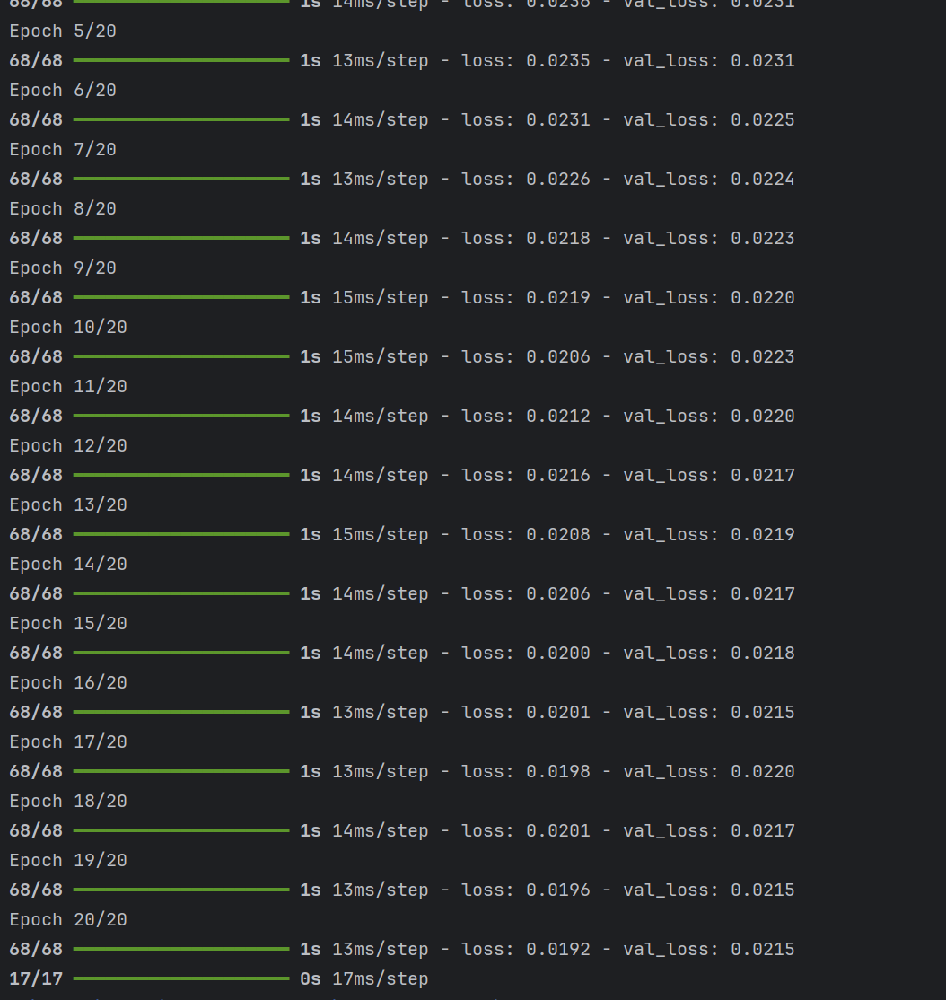 68/68 1s 14ms/step - loss: 0.0236 - val_loss: 0.0231
Epoch 5/20
68/68 1s 13ms/step - loss: 0.0235 - val_loss: 0.0231
Epoch 6/20
68/68 1s 14ms/step - loss: 0.0231 - val_loss: 0.0225
Epoch 7/20
68/68 1s 13ms/step - loss: 0.0226 - val_loss: 0.0224
Epoch 8/20
68/68 1s 14ms/step - loss: 0.0218 - val_loss: 0.0223
Epoch 9/20
68/68 1s 15ms/step - loss: 0.0219 - val_loss: 0.0220
Epoch 10/20
68/68 1s 15ms/step - loss: 0.0206 - val_loss: 0.0223
Epoch 11/20
68/68 1s 14ms/step - loss: 0.0212 - val_loss: 0.0220
Epoch 12/20
68/68 1s 14ms/step - loss: 0.0216 - val_loss: 0.0217
Epoch 13/20
68/68 1s 15ms/step - loss: 0.0208 - val_loss: 0.0219
Epoch 14/20
68/68 1s 14ms/step - loss: 0.0206 - val_loss: 0.0217
Epoch 15/20
68/68 1s 14ms/step - loss: 0.0200 - val_loss: 0.0218
Epoch 16/20
68/68 1s 13ms/step - loss: 0.0201 - val_loss: 0.0215
Epoch 17/20
68/68 1s 13ms/step - loss: 0.0198 - val_loss: 0.0220
Epoch 18/20
68/68 1s 14ms/step - loss: 0.0201 - val_loss: 0.0217
Epoch 19/20
68/68 1s 13ms/step - loss: 0.0196 - val_loss: 0.0215
Epoch 20/20
68/68 1s 13ms/step - loss: 0.0192 - val_loss: 0.0215
17/17 0s 17ms/step